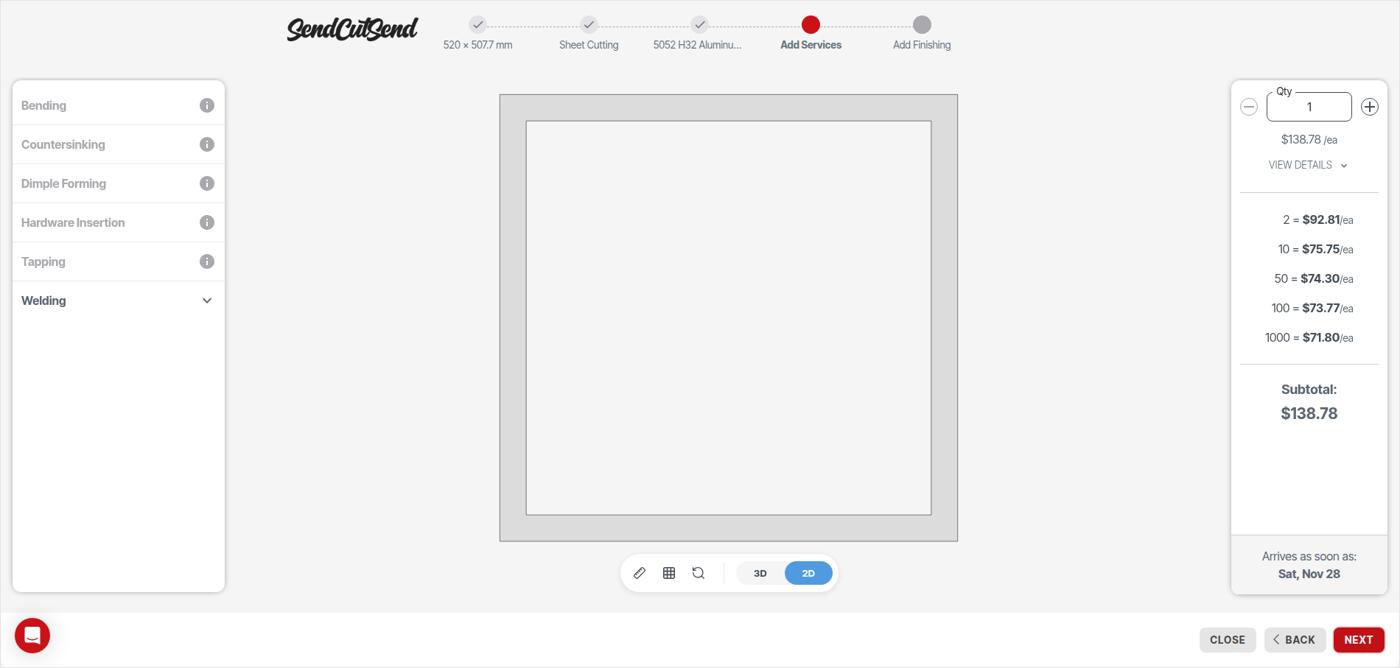 SendCutSend
520 × 507.7 mm
Sheet Cutting
5052 H32 Aluminu...
Add Services
Add Finishing
Bending
Countersinking
Dimple Forming
Hardware Insertion
Tapping
Welding
Qty
1
$138.78 /ea
VIEW DETAILS
2 = $92.81/ea
10 = $75.75/ea
50 = $74.30/ea
100 = $73.77/ea
1000 = $71.80/ea
Subtotal:
$138.78
Arrives as soon as:
Sat, Nov 28
3D
2D
CLOSE
BACK
NEXT